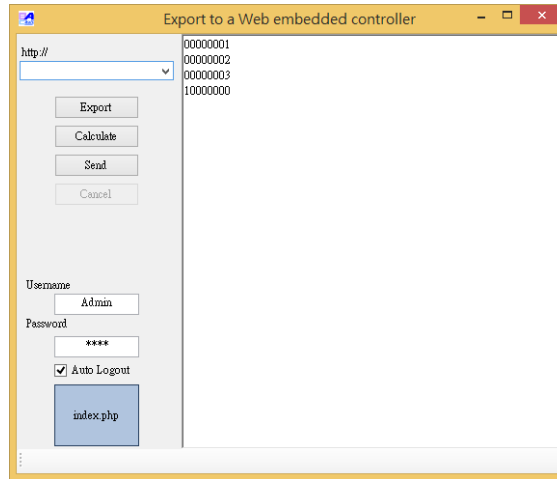 Export to a Web embedded controller
http://
Export
Calculate
Send
Cancel
Username
Admin
Password
****
Auto Logout
index.php
00000001
00000002
00000003
10000000